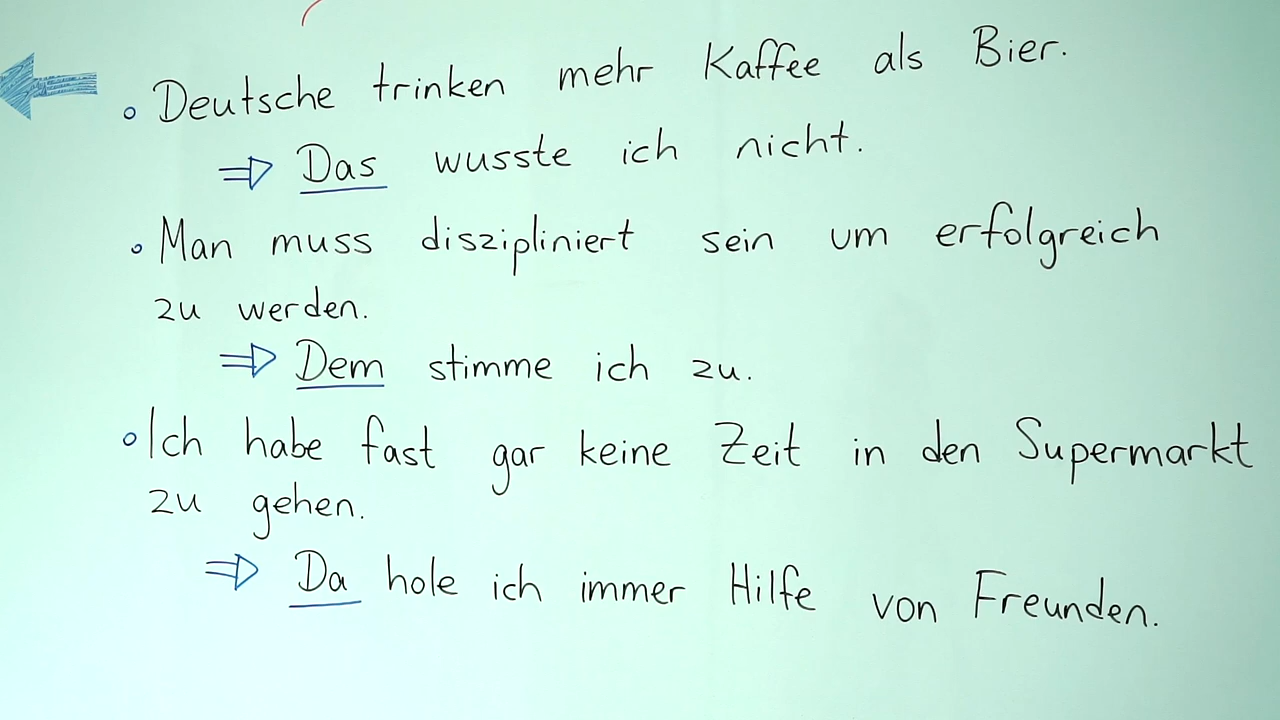 Deutsche trinken mehr Kaffee als Bier.
⇒ Das wusste ich nicht.
Man muss diszipliniert sein um erfolgreich
zu werden.
⇒ Dem stimme ich zu.
Ich habe fast gar keine Zeit in den Supermarkt
zu gehen.
⇒ Da hole ich immer Hilfe von Freunden.